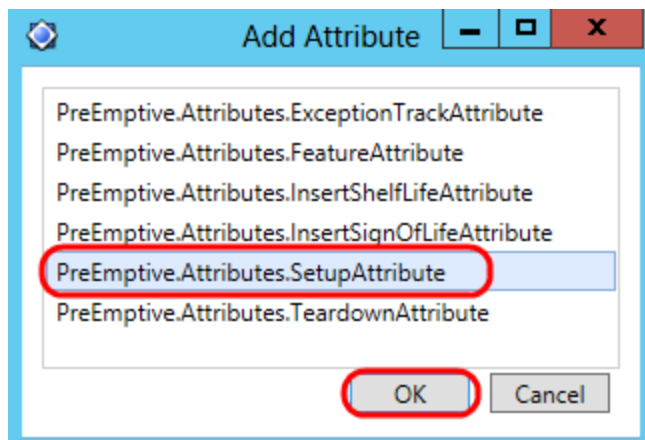 Add Attribute
PreEmptive.Attributes.ExceptionTrackAttribute
PreEmptive.Attributes.FeatureAttribute
PreEmptive.Attributes.InsertShelfLifeAttribute
PreEmptive.Attributes.InsertSignOfLifeAttribute
PreEmptive.Attributes.SetupAttribute
PreEmptive.Attributes.TeardownAttribute
OK Cancel